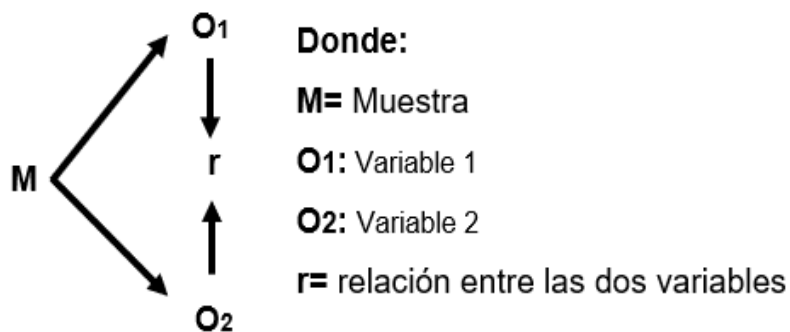 O1
Donde:
M= Muestra
M
r
O1: Variable 1
O2: Variable 2
r= relación entre las dos variables
O2